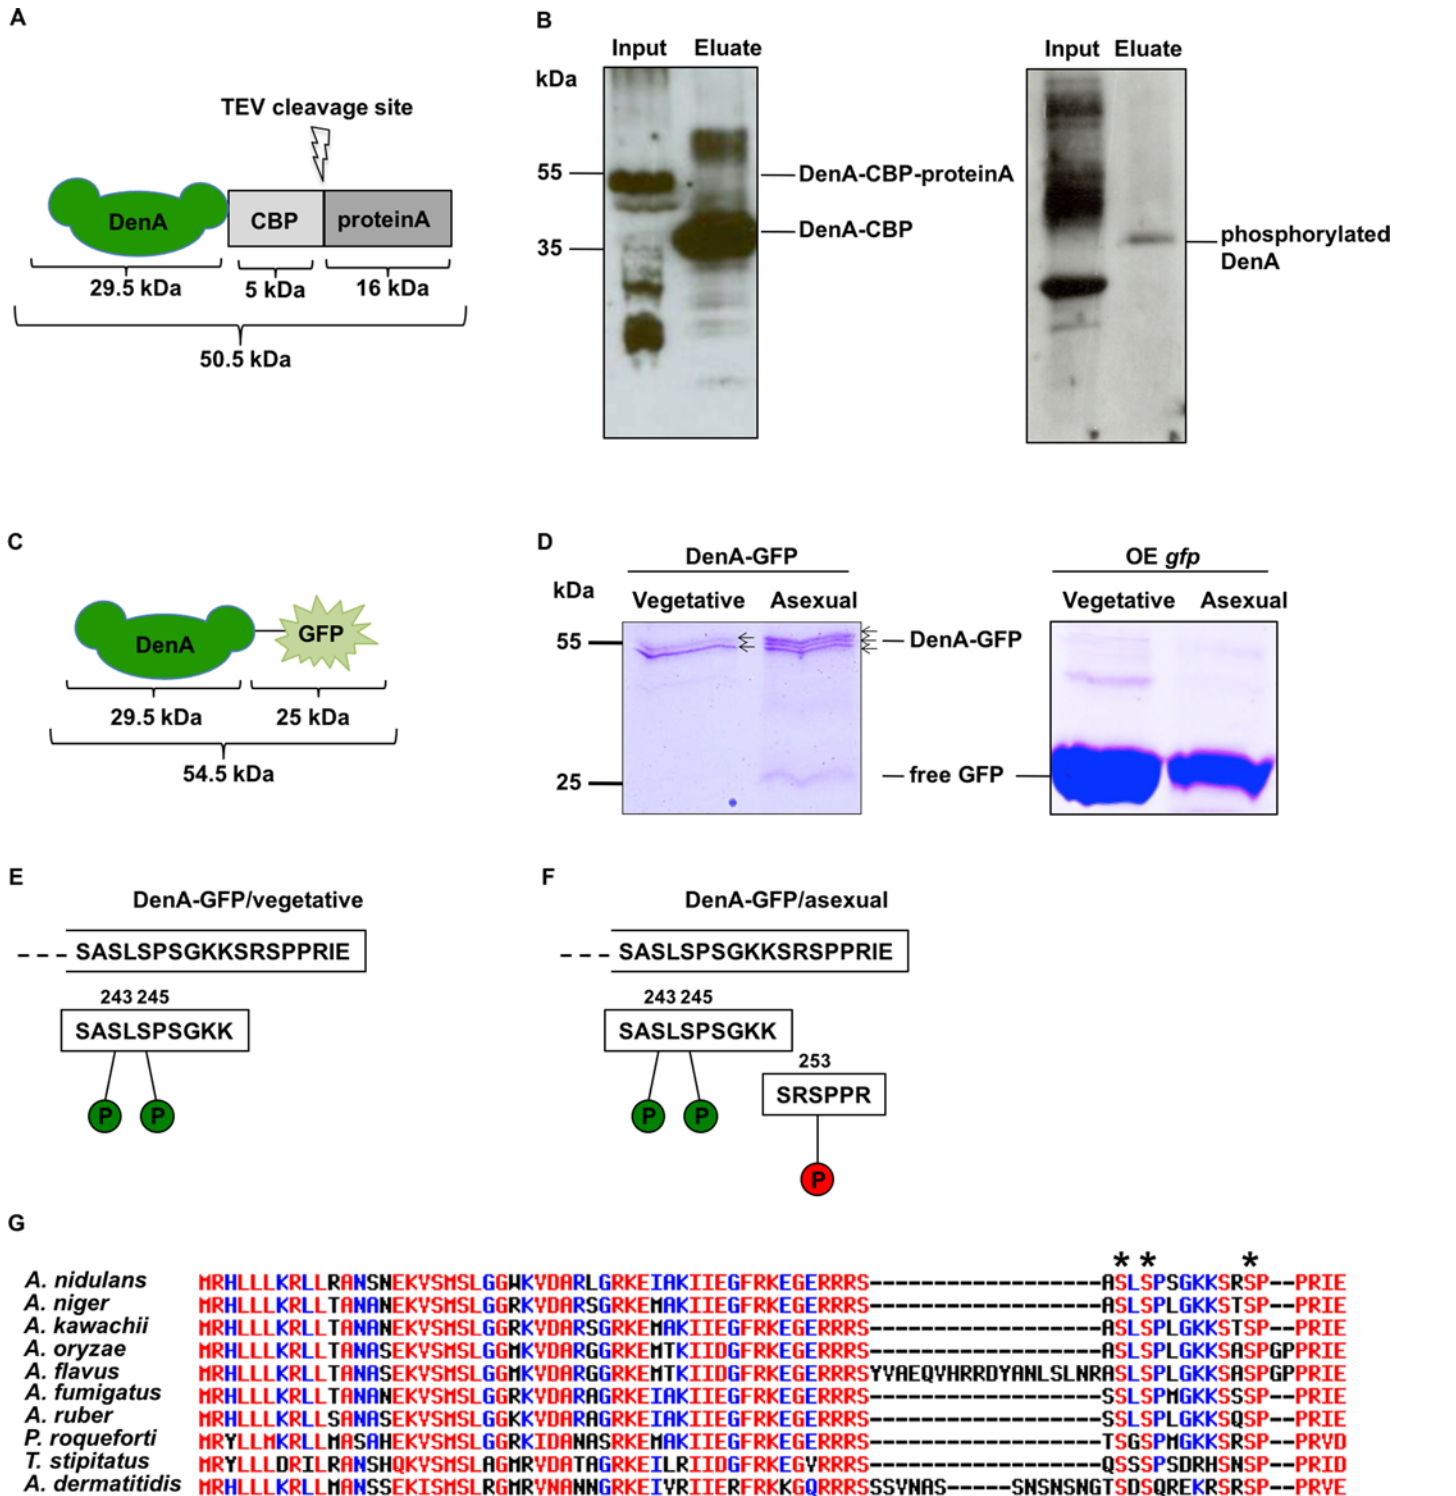 A
B
Input Eluate
Input Eluate
kDa
TEV cleavage site
55
DenA-CBP-proteinA
DenA
CBP
proteinA
DenA-CBP
35
phosphorylated
DenA
29.5 kDa
5 kDa
16 kDa
50.5 kDa
C
D
DenA-GFP
OE gfp
kDa
Vegetative Asexual
Vegetative Asexual
DenA
GFP
55
DenA-GFP
29.5 kDa
25 kDa
54.5 kDa
25
free GFP
E
F
DenA-GFP/vegetative
DenA-GFP/asexual
--- SASLSPSGKKSRSPPRIE
--- SASLSPSGKKSRSPPRIE
243 245
243 245
SASLSPSGKK
SASLSPSGKK
253
SRSPPR
P P
P P
P
G
* * *
A. nidulans MRHLLLKRLLRANSNEKVSMSLGGWKVDARLGRKEIAKIIEGFRKEGERRRS----------------------ASLSPSGKKSRSP--PRIE
A. niger MRHLLLKRLLTANANEKVSMSLGGRKVDARSGRKEMAKIIEGFRKEGERRRS----------------------ASLSPLGKKSTSP--PRIE
A. kawachii MRHLLLKRLLTANANEKVSMSLGGRKVDARSGRKEMAKIIEGFRKEGERRRS----------------------ASLSPLGKKSTSP--PRIE
A. oryzae MRHLLLKRLLTANASEKVSMSLGGMKVDARGGRKEMTKIIDGFRKEGERRRS----------------------ASLSPLGKKSASPGPPRIE
A. flavus MRHLLLKRLLTANASEKVSMSLGGMKVDARGGRKEMTKIIDGFRKEGERRRSYVAEQVHRRDYANLSLNRASLSPLGKKSASPGPPRIE
A. fumigatus MRHLLLKRLLTANANEKVSMSLGGMKVDARAGRKEIAKIIEGFRKEGERRRS----------------------SSLSPMGKKSSSP--PRIE
A. ruber MRHLLLKRLLSANASEKVSMSLGGKKVDARAGRKEIAKIIEGFRKEGERRRS----------------------SSLSPLGKKSQSP--PRIE
P. roqueforti MRYLLMKRLLMASAHEKVSMSLGGRKIDANASRKEMAKIIEGFRKEGERRRS----------------------TSGSPMGKKSRSP--PRVD
T. stipitatus MRYLLLDRILRANSHQKVSMSLAGMRVDATAGRKEILRIIDGFRKEGVRRRS----------------------QSSSPSDRHSNSP--PRID
A. dermatitidis MRHLLLKRLLMANSSEKISMSLRGMRVDANNGRKEIVRIIERFRKKGQRRRSSSVNAS-----SNSNSNGTSDSQREKRSRSP--PRVE